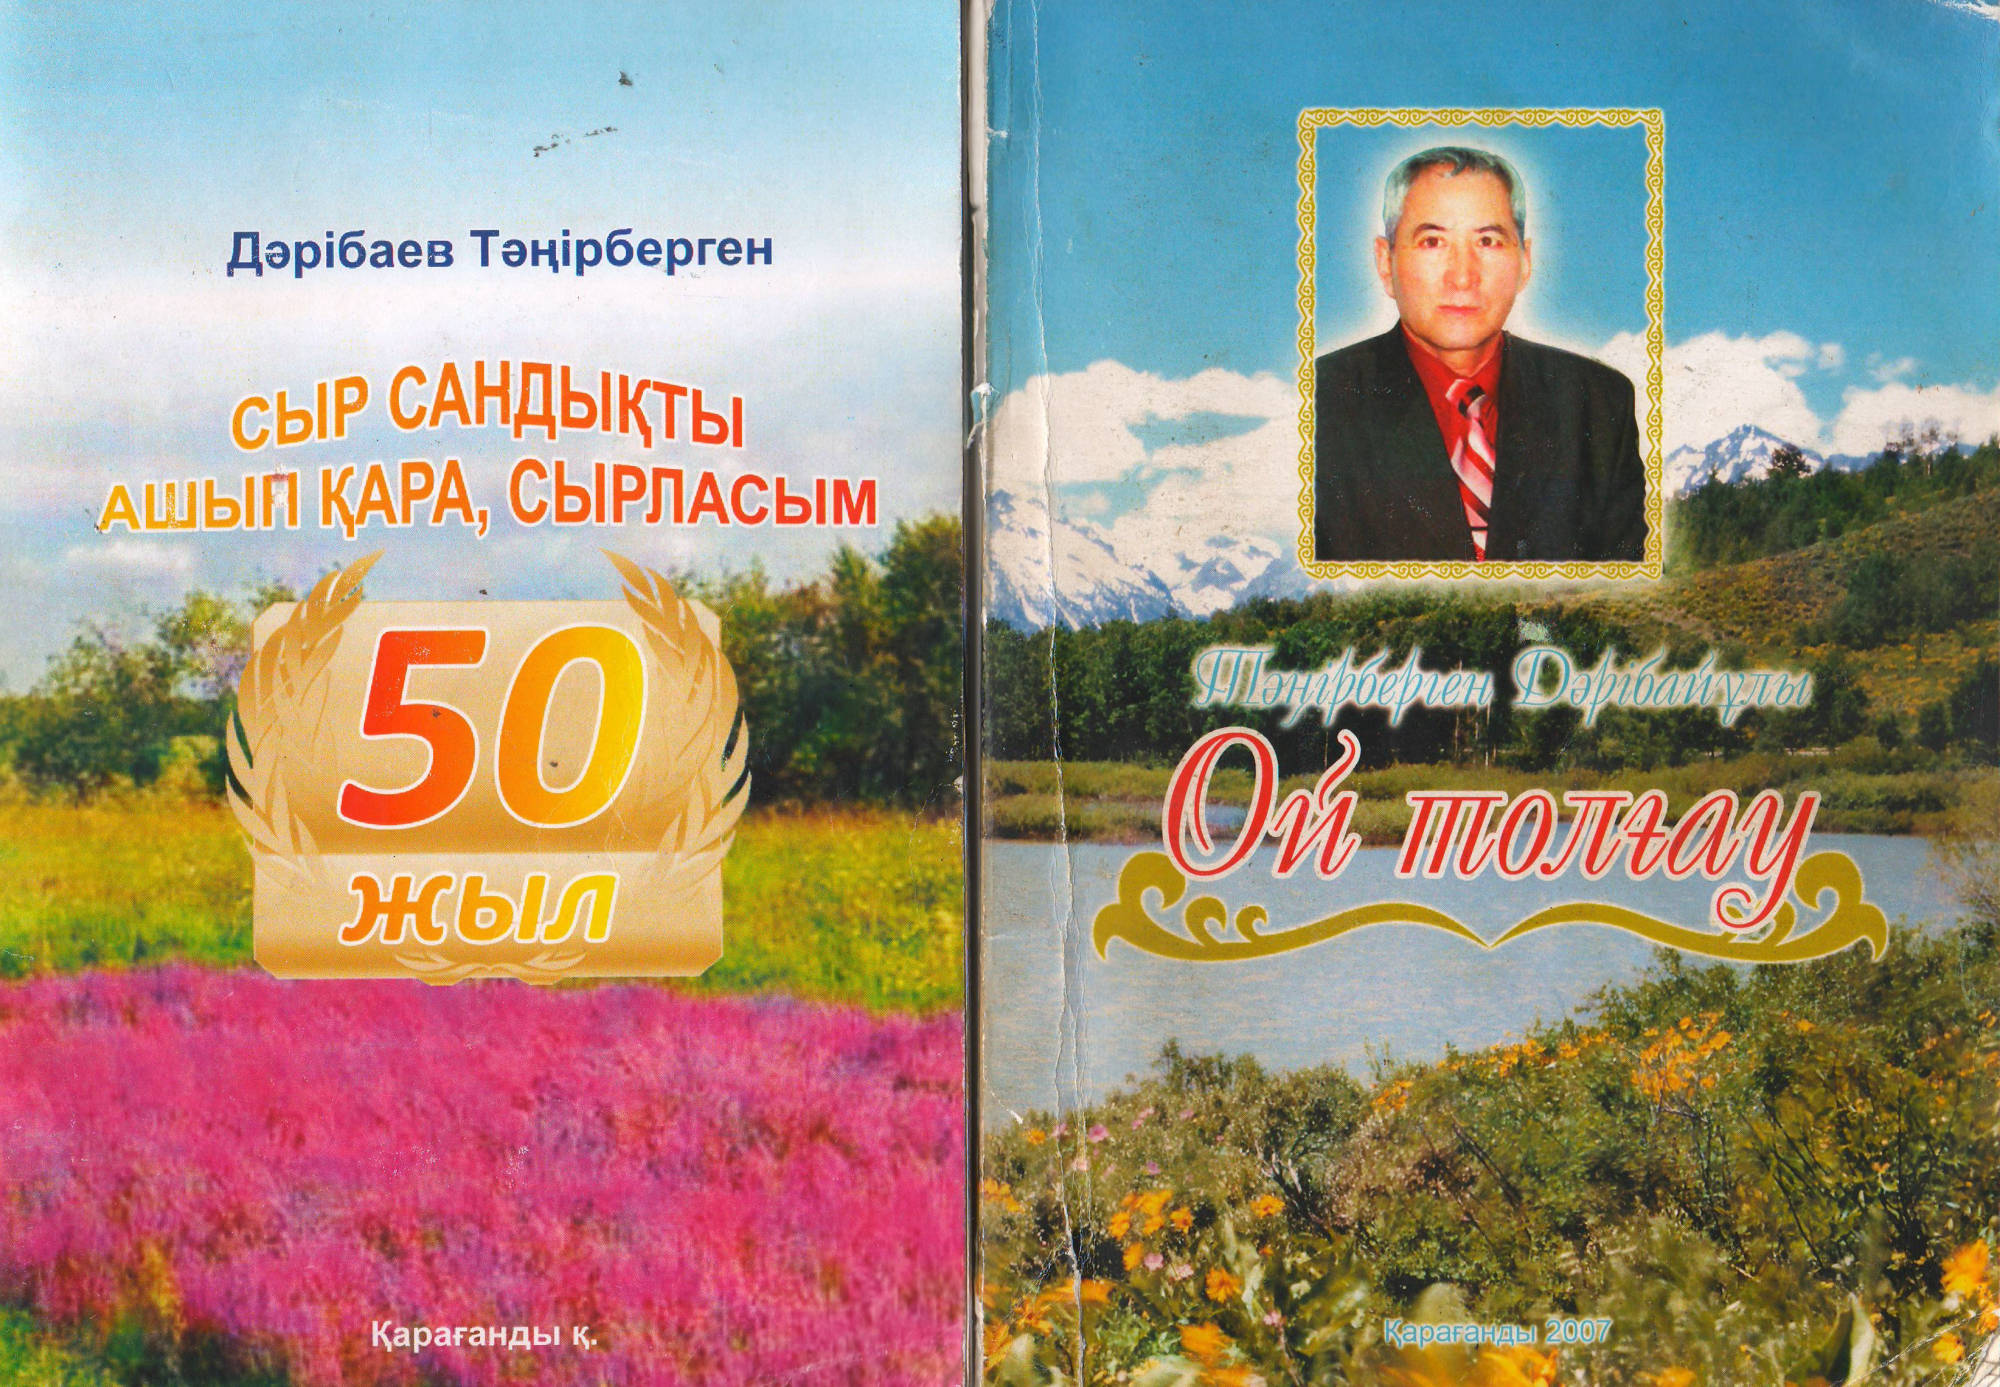 Дәрібаев Тәңірберген
СЫР САНДЫҚТЫ
АШЫП ҚАРА, СЫРЛАСЫМ
50
жыл
Қарағанды қ.
Тәңірберген Дәрібайұлы
Ой толғау
Қарағанды 2007